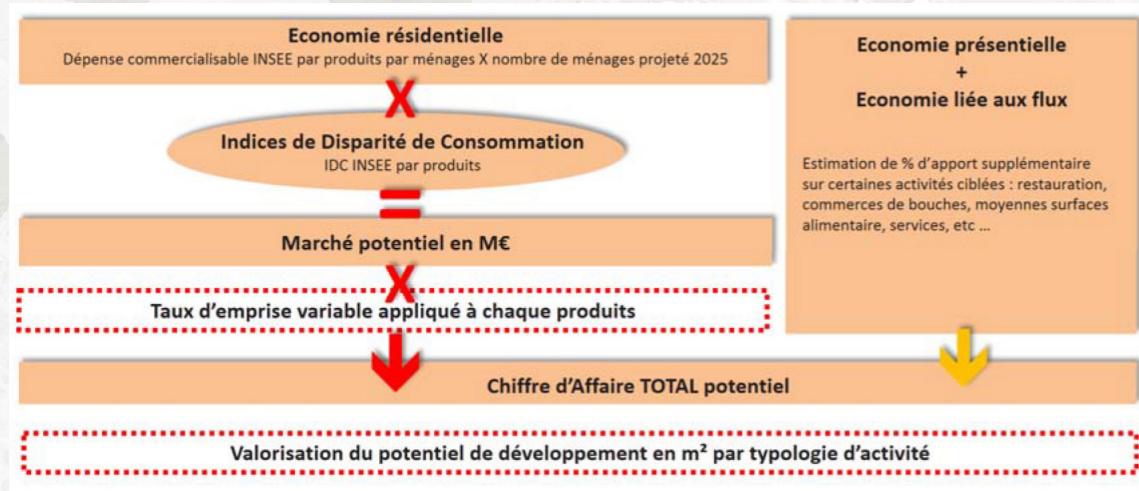 Economie résidentielle
Dépense commercialisable INSEE par produits par ménages X nombre de ménages projeté 2025
X
Indices de Disparité de Consommation
IDC INSEE par produits
=
Marché potentiel en M€
X
Taux d'emprise variable appliqué à chaque produits
Economie présentielle
+
Economie liée aux flux
Estimation de % d'apport supplémentaire
sur certaines activités ciblées : restauration,
commerces de bouches, moyennes surfaces
alimentaire, services, etc ...
Chiffre d'Affaire TOTAL potentiel
Valorisation du potentiel de développement en m² par typologie d'activité